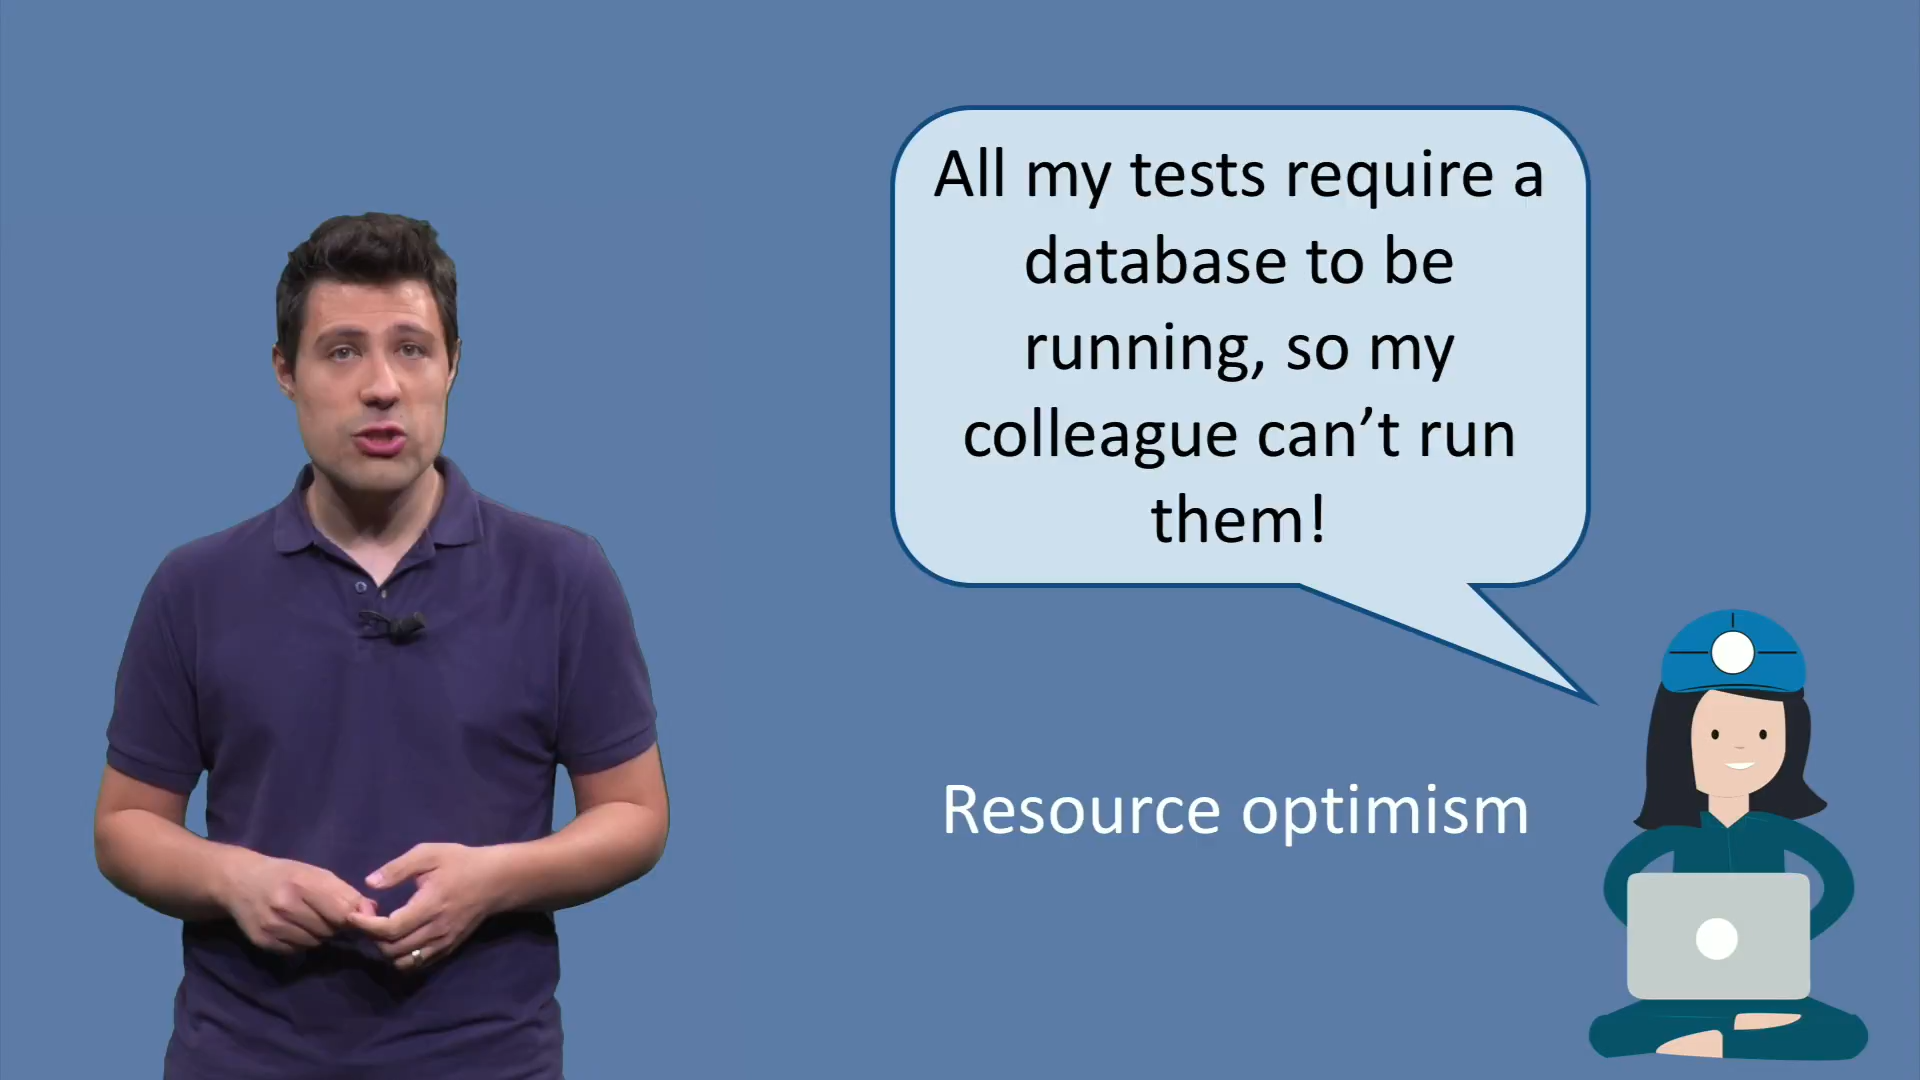 All my tests require a
database to be
running, so my
colleague can’t run
them!
Resource optimism